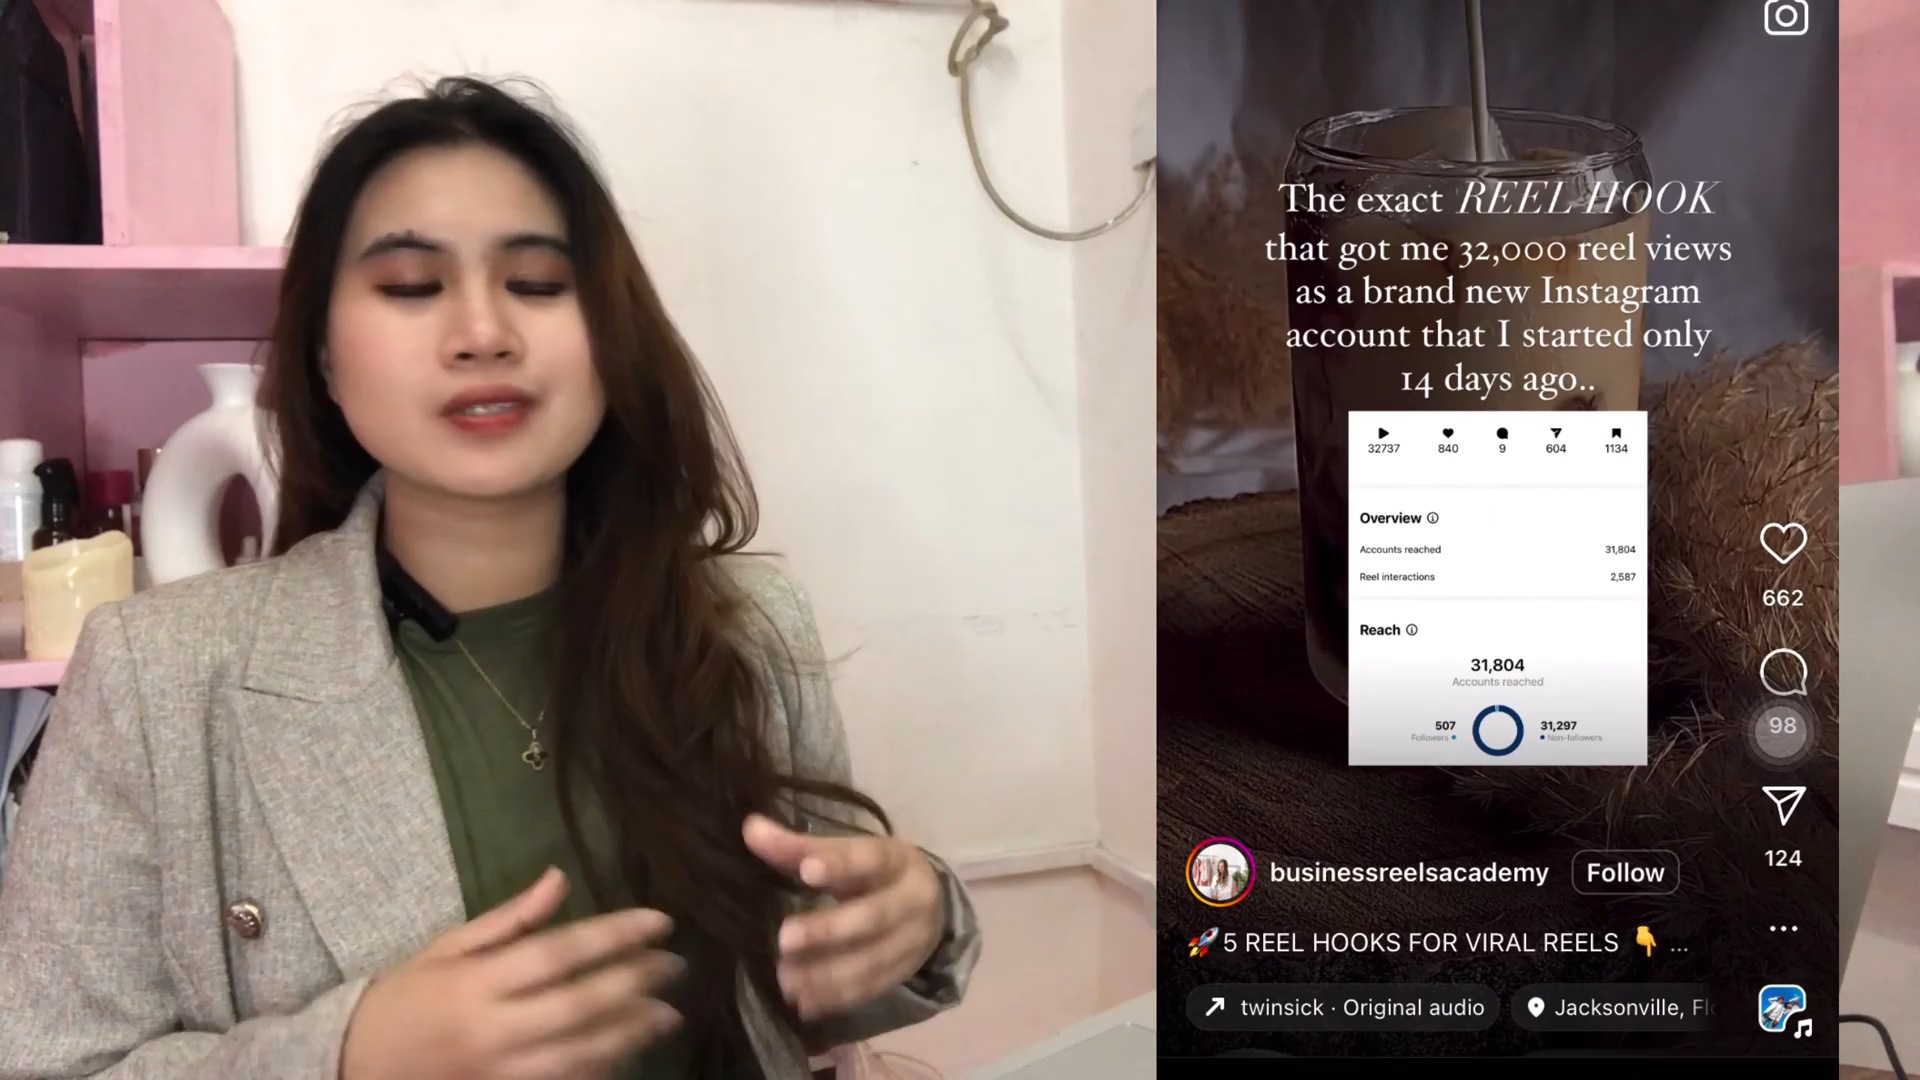 The exact REEL HOOK
that got me 32,000 reel views
as a brand new Instagram
account that I started only
14 days ago..
32737 840 9 604 1134
Overview
Accounts reached 31,804
Reel interactions 2,587
Reach
31,804
Accounts reached
507 31,297
Followers Non-followers
662
98
124
businessreelsacademy Follow
🚀 5 REEL HOOKS FOR VIRAL REELS 👇 ...
twinsick · Original audio Jacksonville, Flo